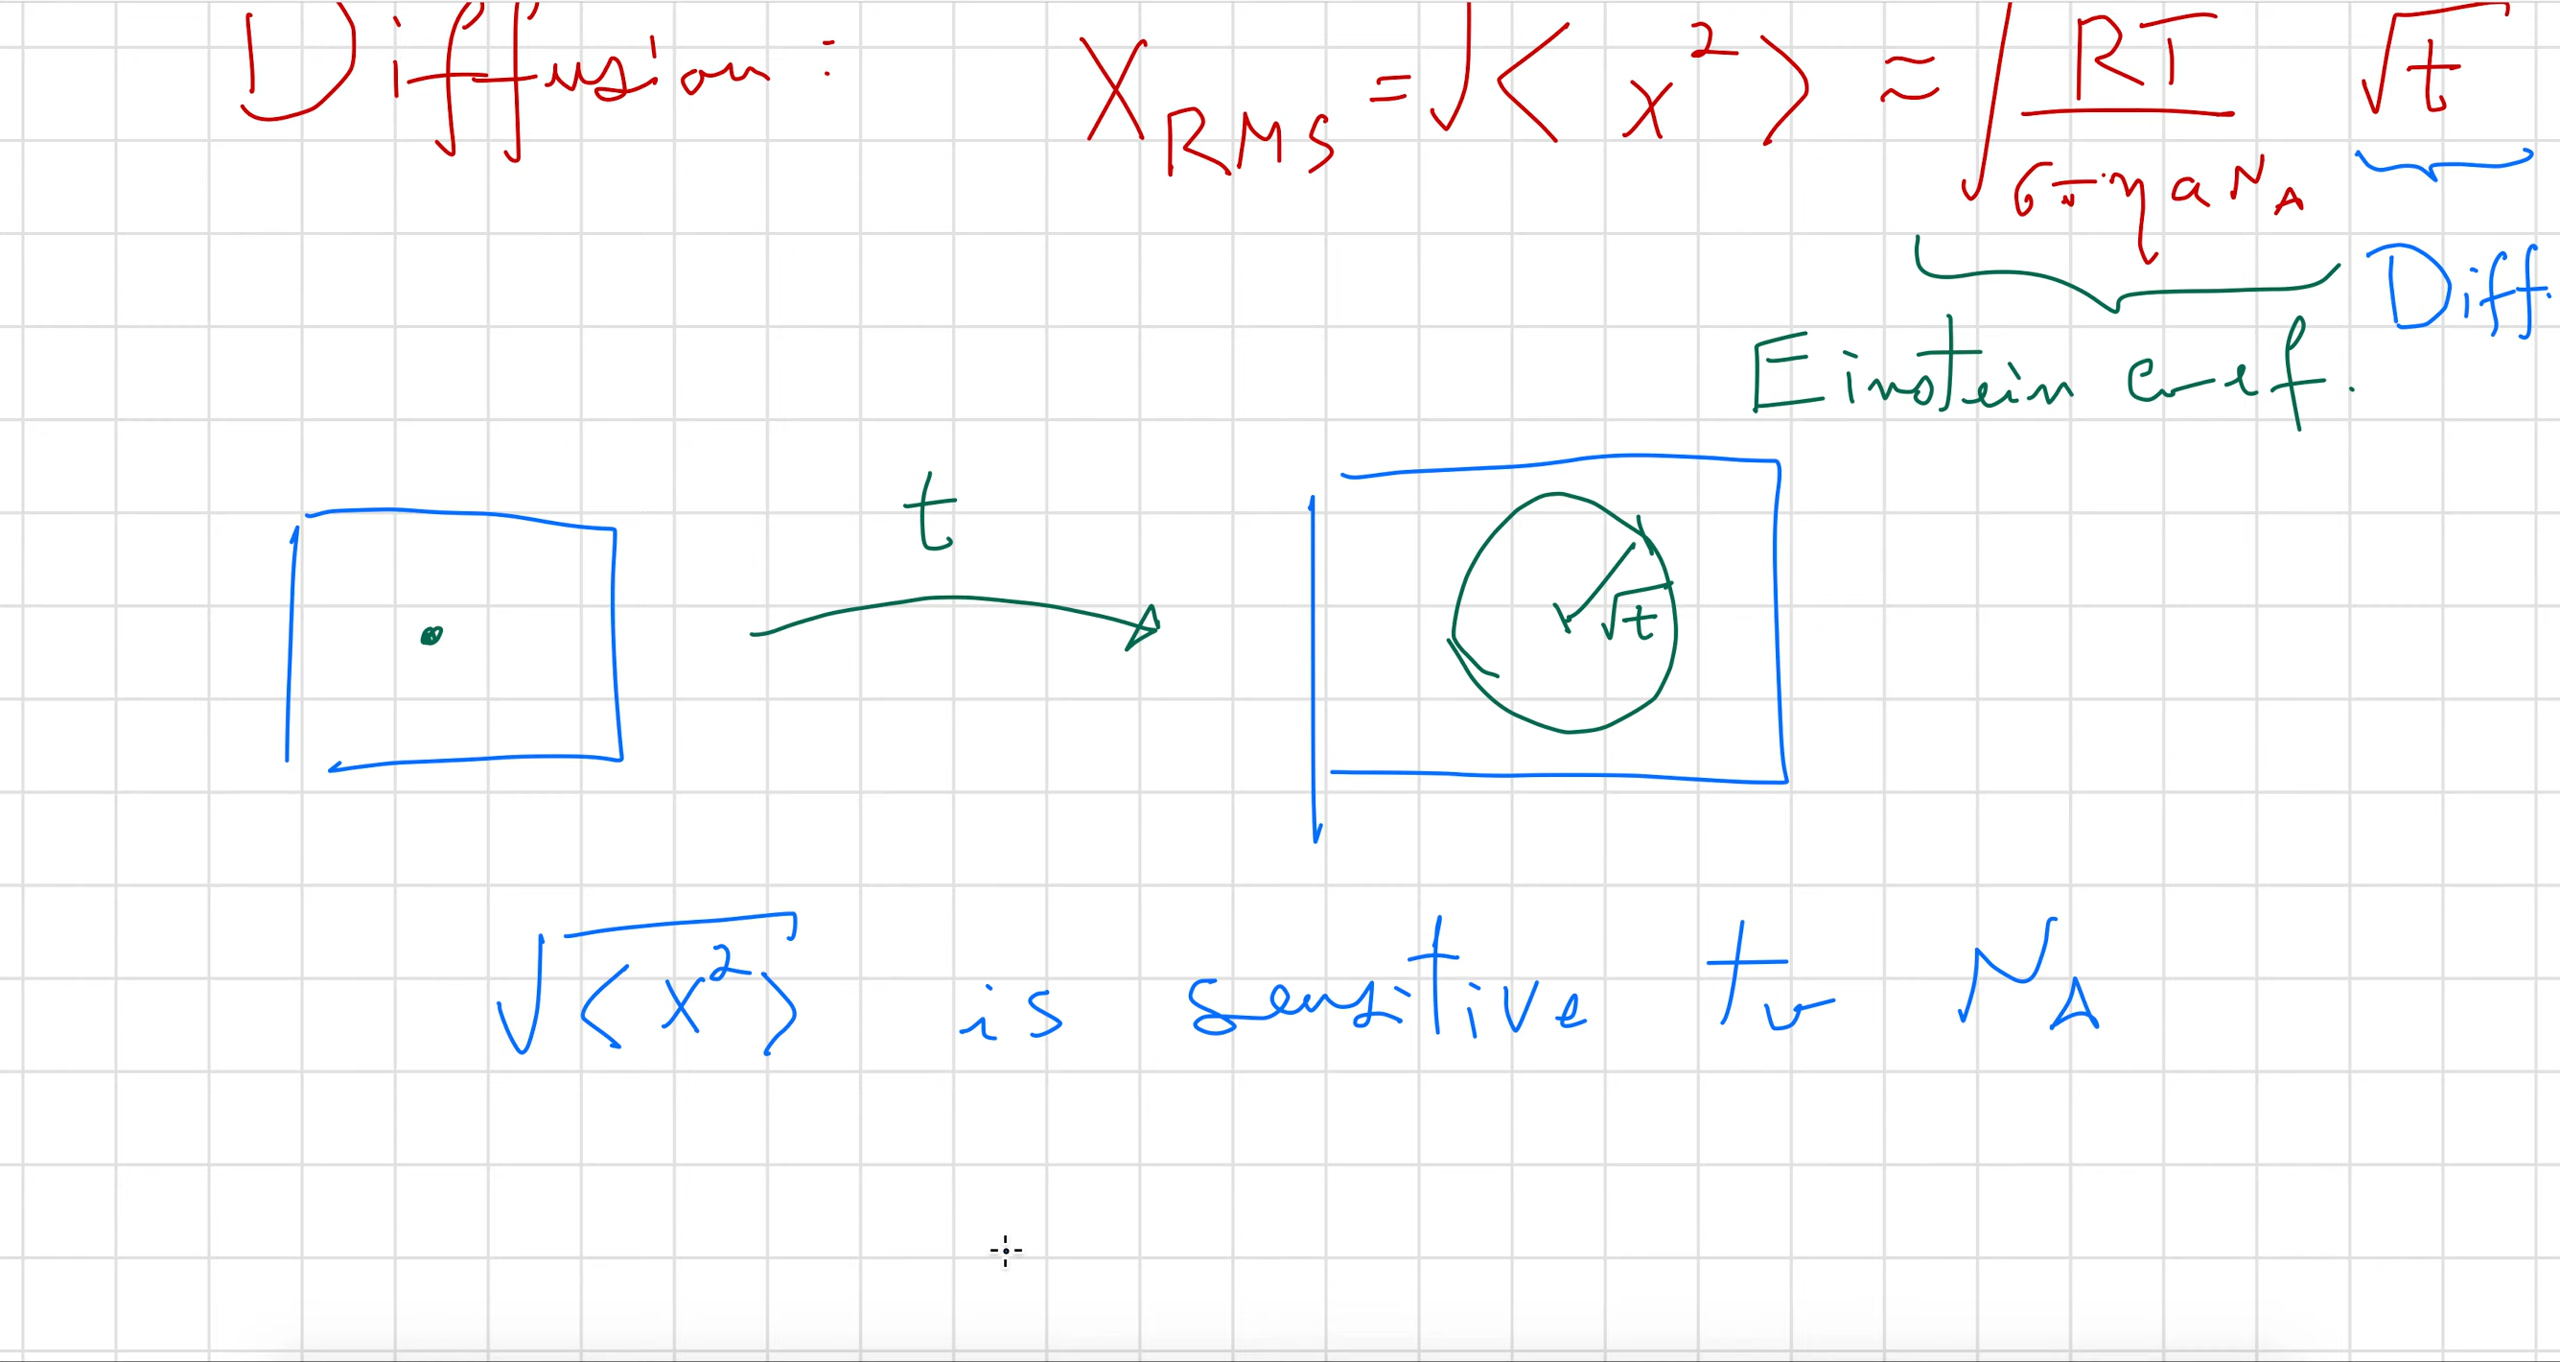 Diffusion : X_RMS = √⟨x²⟩ ≈ √(RT / 6πηaN_A) √t
Diff.
Einstein coef.
t
√t
√⟨x²⟩ is sensitive to N_A